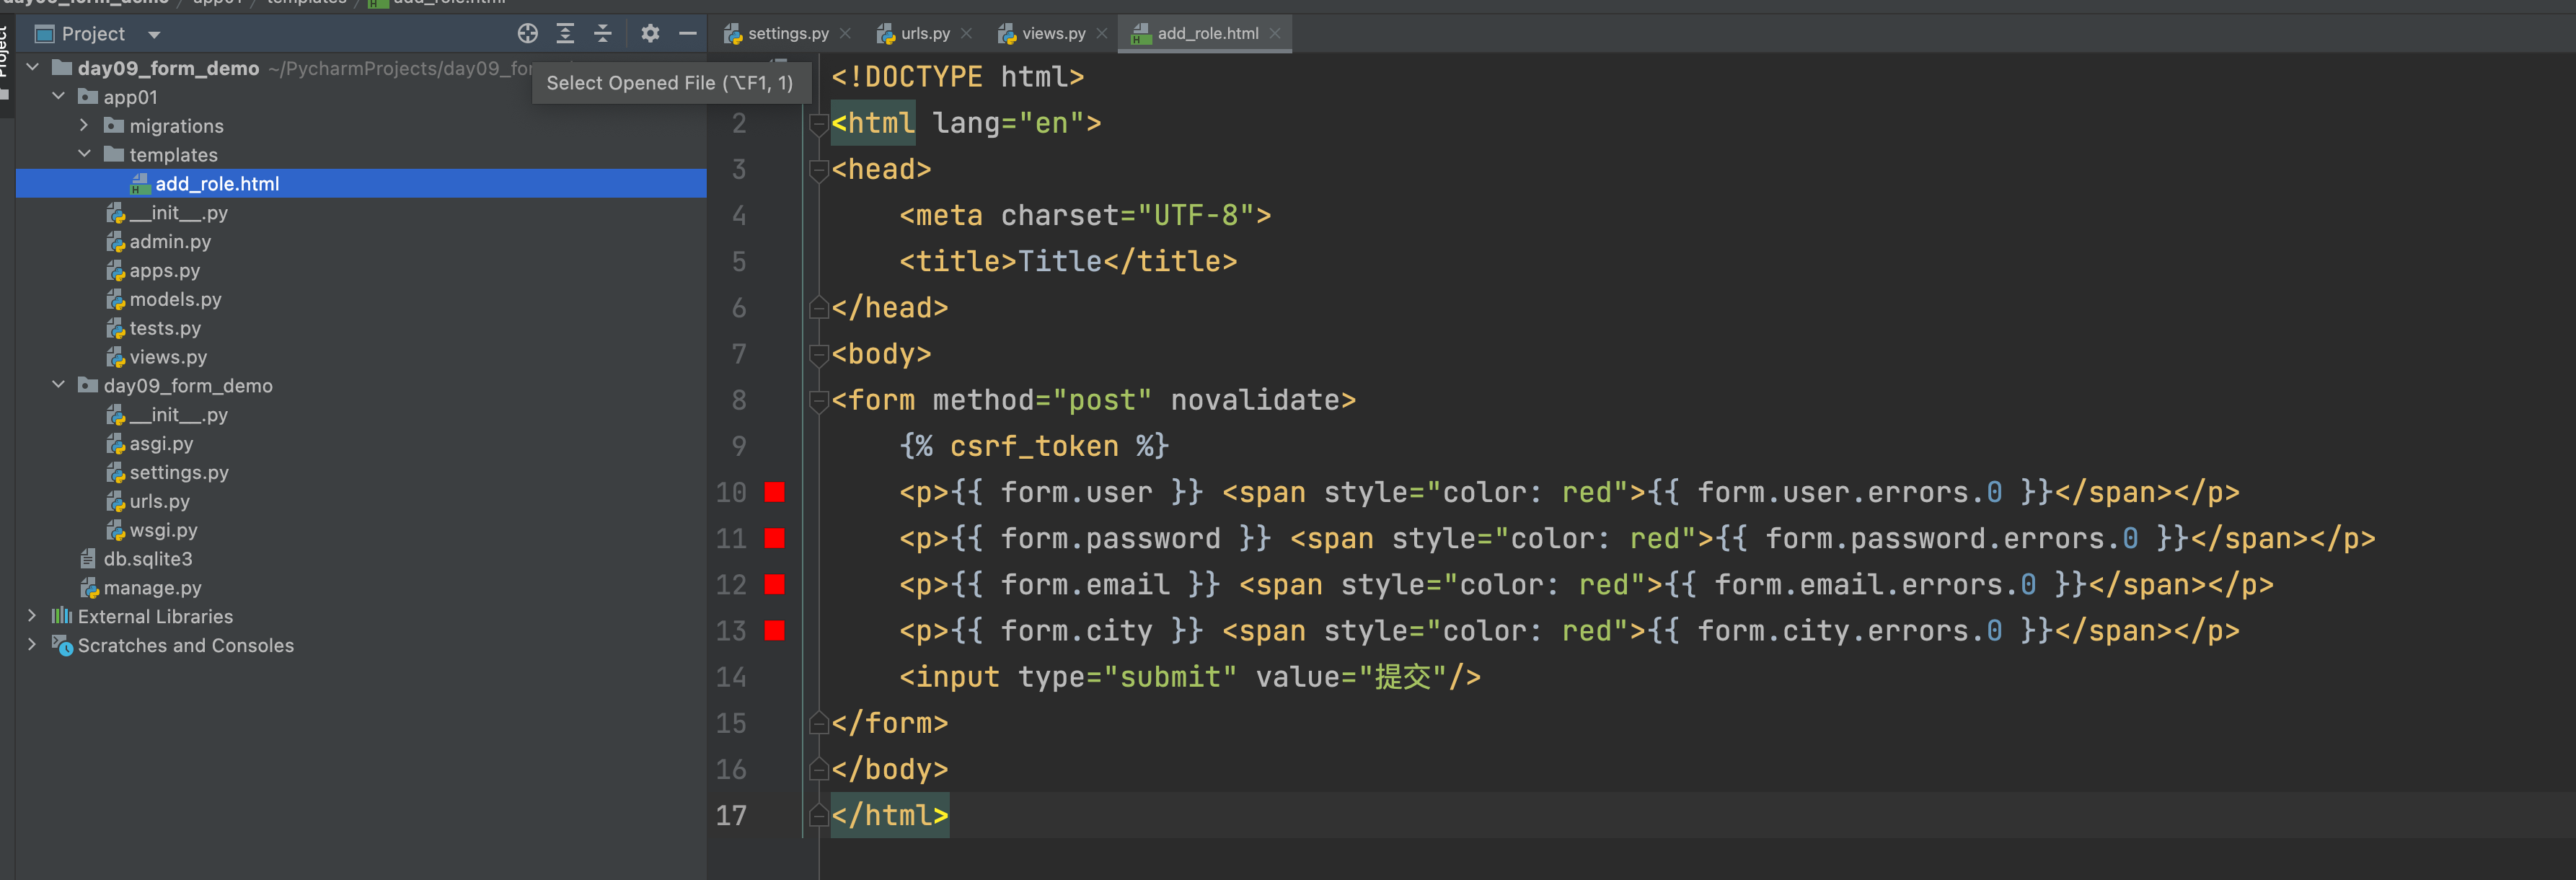 day09_form_demo / app01 / templates / add_role.html
Project
settings.py
urls.py
views.py
add_role.html
Project
day09_form_demo ~/PycharmProjects/day09_for
Select Opened File (⌥F1, 1)
app01
migrations
templates
add_role.html
__init__.py
admin.py
apps.py
models.py
tests.py
views.py
day09_form_demo
__init__.py
asgi.py
settings.py
urls.py
wsgi.py
db.sqlite3
manage.py
External Libraries
Scratches and Consoles
<!DOCTYPE html>
2 <html lang="en">
3 <head>
4 <meta charset="UTF-8">
5 <title>Title</title>
6 </head>
7 <body>
8 <form method="post" novalidate>
9 {% csrf_token %}
10 <p>{{ form.user }} <span style="color: red">{{ form.user.errors.0 }}</span></p>
11 <p>{{ form.password }} <span style="color: red">{{ form.password.errors.0 }}</span></p>
12 <p>{{ form.email }} <span style="color: red">{{ form.email.errors.0 }}</span></p>
13 <p>{{ form.city }} <span style="color: red">{{ form.city.errors.0 }}</span></p>
14 <input type="submit" value="提交"/>
15 </form>
16 </body>
17 </html>